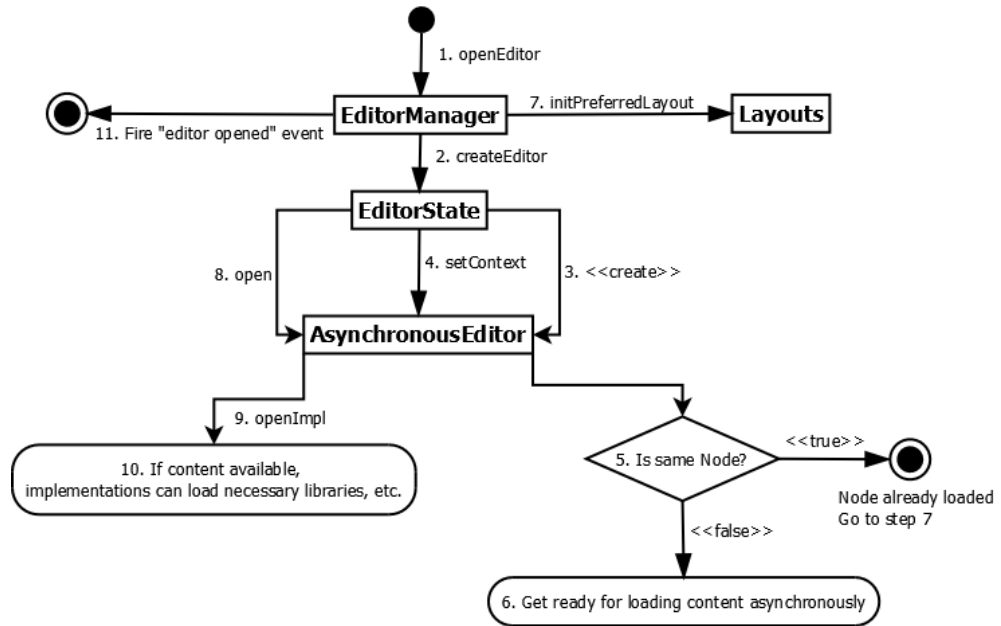 1. openEditor
EditorManager
7. initPreferredLayout
Layouts
11. Fire "editor opened" event
2. createEditor
EditorState
8. open
4. setContext
3. <<create>>
AsynchronousEditor
9. openImpl
<<true>>
10. If content available,
implementations can load necessary libraries, etc.
5. Is same Node?
Node already loaded
Go to step 7
<<false>>
6. Get ready for loading content asynchronously